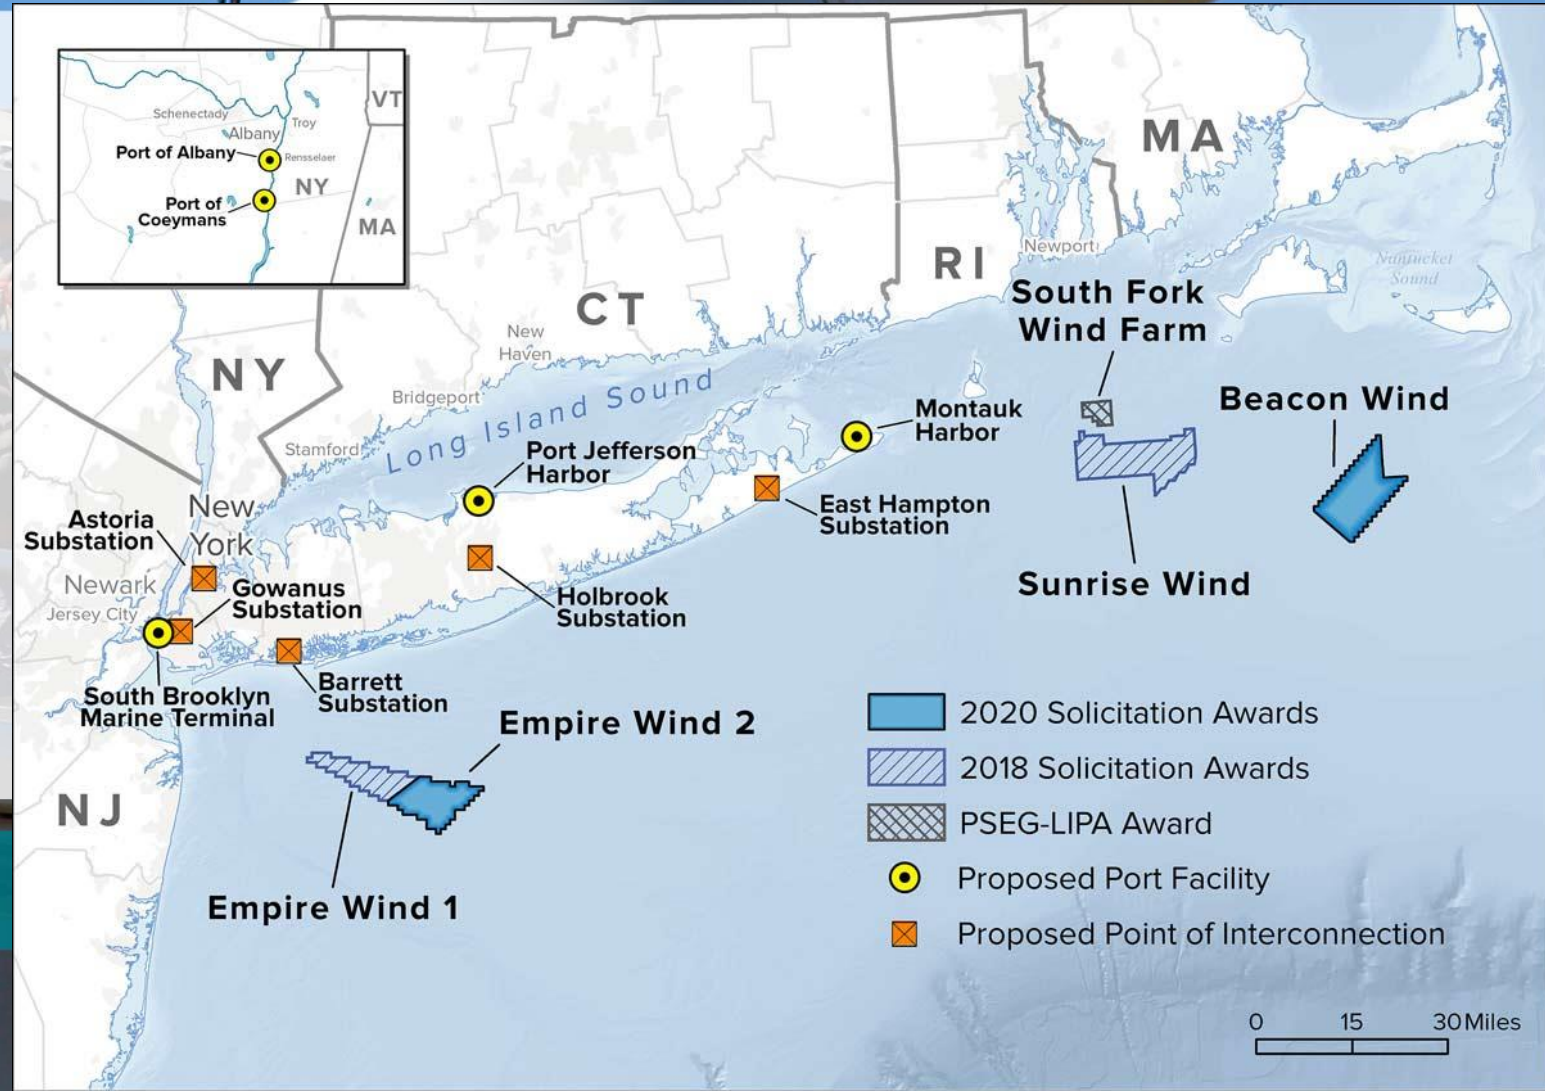 Schenectady
Troy
VT
Albany
Port of Albany
Rensselaer
NY
Port of
Coeymans
MA
MA
RI
Newport
Nantucket
Sound
CT
South Fork
Wind Farm
New
Haven
NY
Long Island Sound
Bridgeport
Beacon Wind
Montauk
Harbor
Stamford
Port Jefferson
Harbor
East Hampton
Substation
New
York
Astoria
Substation
Newark
Jersey City
Gowanus
Substation
Holbrook
Substation
Sunrise Wind
South Brooklyn
Marine Terminal
Barrett
Substation
Empire Wind 2
NJ
Empire Wind 1
2020 Solicitation Awards
2018 Solicitation Awards
PSEG-LIPA Award
Proposed Port Facility
Proposed Point of Interconnection
0 15 30 Miles